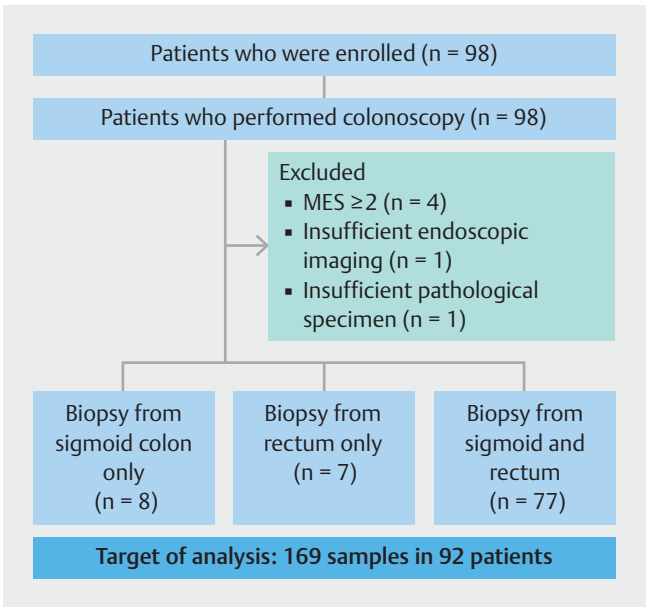 Patients who were enrolled (n = 98)
Patients who performed colonoscopy (n = 98)
Excluded
▪ MES ≥2 (n = 4)
▪ Insufficient endoscopic
imaging (n = 1)
▪ Insufficient pathological
specimen (n = 1)
Biopsy from
sigmoid colon
only
(n = 8)
Biopsy from
rectum only
(n = 7)
Biopsy from
sigmoid and
rectum
(n = 77)
Target of analysis: 169 samples in 92 patients